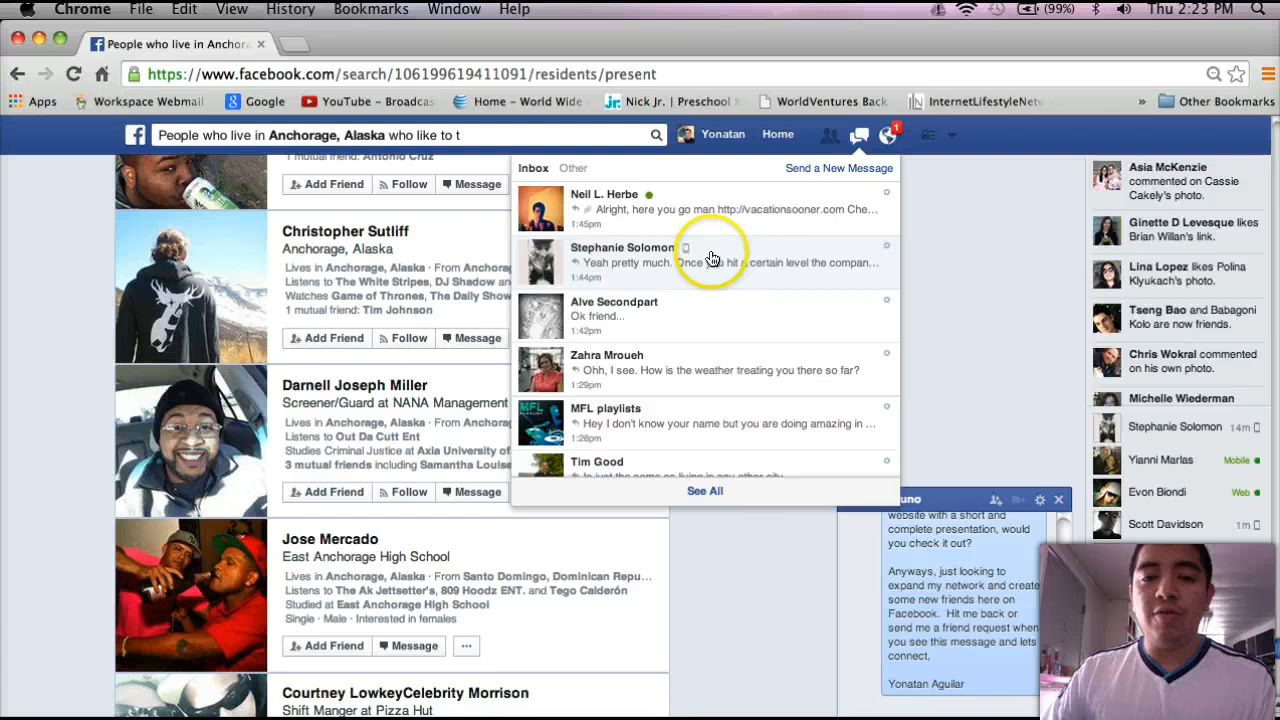 Chrome File Edit View History Bookmarks Window Help (99%) Thu 2:23 PM
People who live in Anchora
https://www.facebook.com/search/106199619411091/residents/present
Apps Workspace Webmail Google YouTube – Broadcas Home – World Wide jr. Nick Jr. | Preschool WorldVentures Back InternetLifestyleNetw » Other Bookmarks
People who live in Anchorage, Alaska who like to t Yonatan Home 1
1 mutual friend: Antonio Cruz
Add Friend Follow Message
Christopher Sutliff
Anchorage, Alaska
Lives in Anchorage, Alaska · From Anchora
Listens to The White Stripes, DJ Shadow and
Watches Game of Thrones, The Daily Show
1 mutual friend: Tim Johnson
Add Friend Follow Message
Darnell Joseph Miller
Screener/Guard at NANA Management
Lives in Anchorage, Alaska · From Anchora
Listens to Out Da Cutt Ent
Studies Criminal Justice at Axia University of
3 mutual friends including Samantha Louise
Add Friend Follow Message
Jose Mercado
East Anchorage High School
Lives in Anchorage, Alaska · From Santo Domingo, Dominican Repu...
Listens to The Ak Jettsetter's, 809 Hoodz ENT. and Tego Calderón
Studied at East Anchorage High School
Single · Male · Interested in females
Add Friend Message ...
Courtney LowkeyCelebrity Morrison
Shift Manger at Pizza Hut
Inbox Other Send a New Message
Neil L. Herbe
Alright, here you go man http://vacationsooner.com Che...
1:45pm
Stephanie Solomon
Yeah pretty much. Once you hit a certain level the compan...
1:44pm
Alve Secondpart
Ok friend...
1:42pm
Zahra Mroueh
Ohh, I see. How is the weather treating you there so far?
1:29pm
MFL PLAYLIST
MFL playlists
Hey I don't know your name but you are doing amazing in ...
1:28pm
Tim Good
See All
uno
website with a short and
complete presentation, would
you check it out?
Anyways, just looking to
expand my network and create
some new friends here on
Facebook. Hit me back or
send me a friend request when
you see this message and lets
connect,
Yonatan Aguilar
Asia McKenzie
commented on Cassie
Cakely's photo.
Ginette D Levesque likes
Brian Willan's link.
Lina Lopez likes Polina
Klyukach's photo.
Tseng Bao and Babagoni
Kolo are now friends.
Chris Wokral commented
on his own photo.
Michelle Wiederman
Stephanie Solomon 14m
Yianni Marlas Mobile
Evon Biondi Web
Scott Davidson 1m